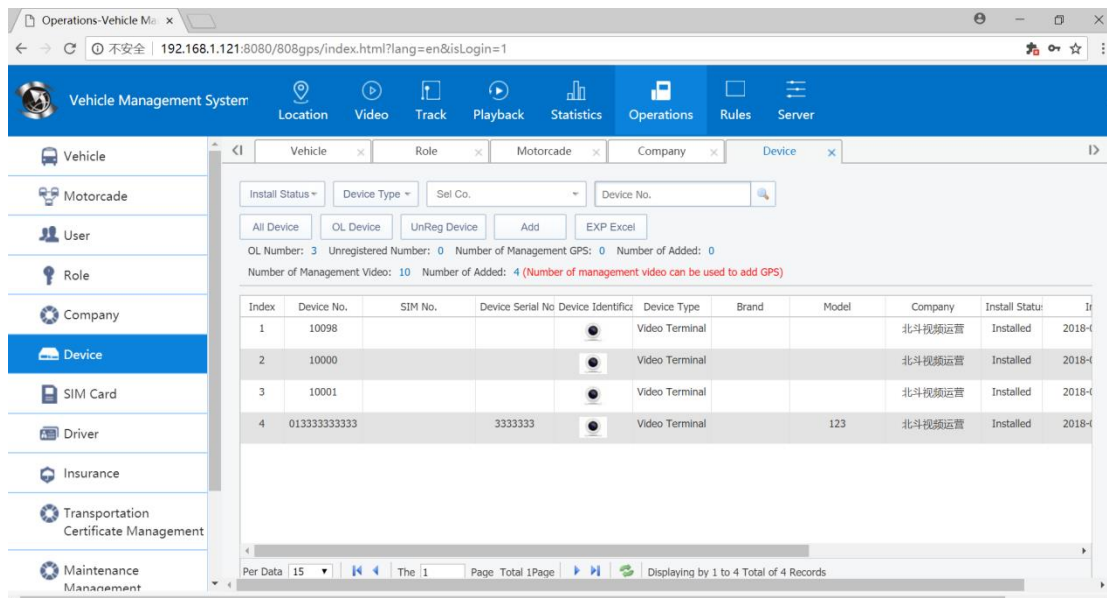 Operations-Vehicle Ma
不安全 192.168.1.121:8080/808gps/index.html?lang=en&isLogin=1
Vehicle Management System
Location Video Track Playback Statistics Operations Rules Server
Vehicle
Motorcade
User
Role
Company
Device
SIM Card
Driver
Insurance
Transportation
Certificate Management
Maintenance
Management
Vehicle Role Motorcade Company Device
Install Status Device Type Sel Co. Device No.
All Device OL Device UnReg Device Add EXP Excel
OL Number: 3 Unregistered Number: 0 Number of Management GPS: 0 Number of Added: 0
Number of Management Video: 10 Number of Added: 4 (Number of management video can be used to add GPS)
Index Device No. SIM No. Device Serial No Device Identifica Device Type Brand Model Company Install Statu: I
1 10098 Video Terminal 北斗视频运营 Installed 2018-0
2 10000 Video Terminal 北斗视频运营 Installed 2018-0
3 10001 Video Terminal 北斗视频运营 Installed 2018-0
4 013333333333 3333333 Video Terminal 123 北斗视频运营 Installed 2018-0
Per Data 15 The 1 Page Total 1Page Displaying by 1 to 4 Total of 4 Records